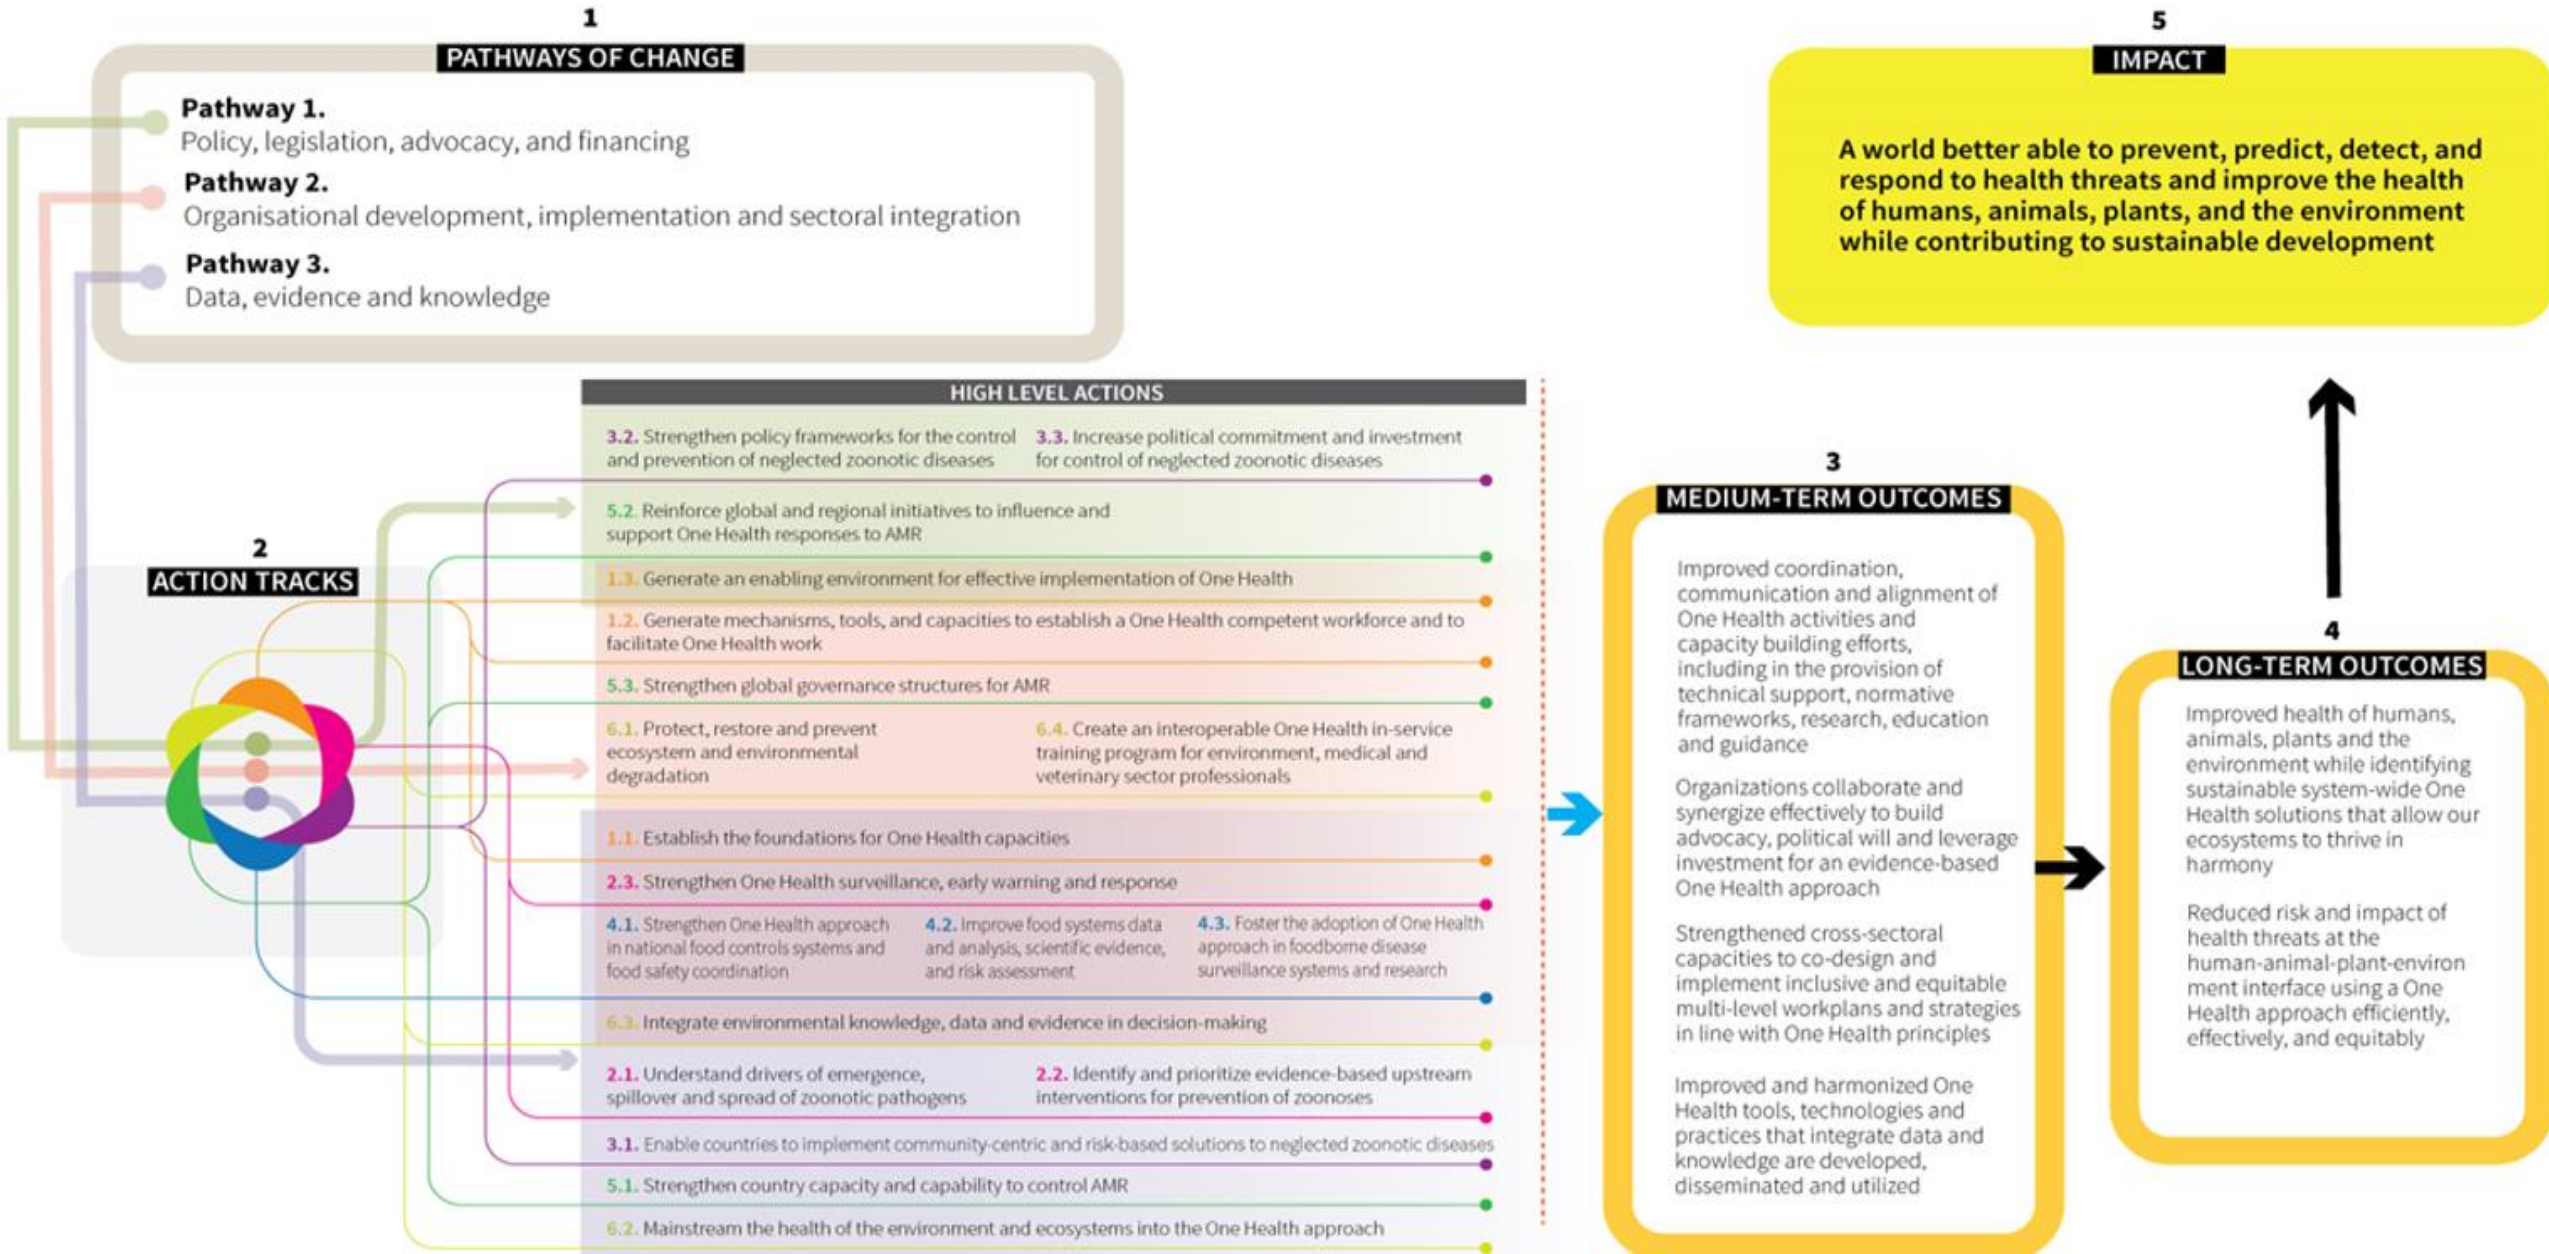 1
PATHWAYS OF CHANGE
Pathway 1.
Policy, legislation, advocacy, and financing
Pathway 2.
Organisational development, implementation and sectoral integration
Pathway 3.
Data, evidence and knowledge
5
IMPACT
A world better able to prevent, predict, detect, and
respond to health threats and improve the health
of humans, animals, plants, and the environment
while contributing to sustainable development
2
ACTION TRACKS
HIGH LEVEL ACTIONS
3.2. Strengthen policy frameworks for the control
and prevention of neglected zoonotic diseases
3.3. Increase political commitment and investment
for control of neglected zoonotic diseases
5.2. Reinforce global and regional initiatives to influence and
support One Health responses to AMR
1.3. Generate an enabling environment for effective implementation of One Health
1.2. Generate mechanisms, tools, and capacities to establish a One Health competent workforce and to
facilitate One Health work
5.3. Strengthen global governance structures for AMR
6.1. Protect, restore and prevent
ecosystem and environmental
degradation
6.4. Create an interoperable One Health in-service
training program for environment, medical and
veterinary sector professionals
1.1. Establish the foundations for One Health capacities
2.3. Strengthen One Health surveillance, early warning and response
4.1. Strengthen One Health approach
in national food controls systems and
food safety coordination
4.2. Improve food systems data
and analysis, scientific evidence,
and risk assessment
4.3. Foster the adoption of One Health
approach in foodborne disease
surveillance systems and research
6.3. Integrate environmental knowledge, data and evidence in decision-making
2.1. Understand drivers of emergence,
spillover and spread of zoonotic pathogens
2.2. Identify and prioritize evidence-based upstream
interventions for prevention of zoonoses
3.1. Enable countries to implement community-centric and risk-based solutions to neglected zoonotic diseases
5.1. Strengthen country capacity and capability to control AMR
6.2. Mainstream the health of the environment and ecosystems into the One Health approach
3
MEDIUM-TERM OUTCOMES
Improved coordination,
communication and alignment of
One Health activities and
capacity building efforts,
including in the provision of
technical support, normative
frameworks, research, education
and guidance
Organizations collaborate and
synergize effectively to build
advocacy, political will and leverage
investment for an evidence-based
One Health approach
Strengthened cross-sectoral
capacities to co-design and
implement inclusive and equitable
multi-level workplans and strategies
in line with One Health principles
Improved and harmonized One
Health tools, technologies and
practices that integrate data and
knowledge are developed,
disseminated and utilized
4
LONG-TERM OUTCOMES
Improved health of humans,
animals, plants and the
environment while identifying
sustainable system-wide One
Health solutions that allow our
ecosystems to thrive in
harmony
Reduced risk and impact of
health threats at the
human-animal-plant-environ
ment interface using a One
Health approach efficiently,
effectively, and equitably